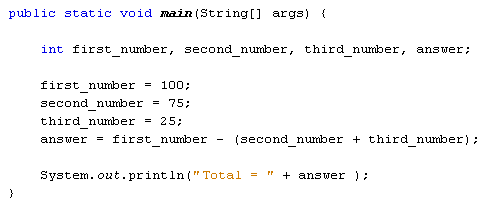 public static void main(String[] args) {
int first_number, second_number, third_number, answer;
first_number = 100;
second_number = 75;
third_number = 25;
answer = first_number - (second_number + third_number);
System.out.println("Total = " + answer );
}